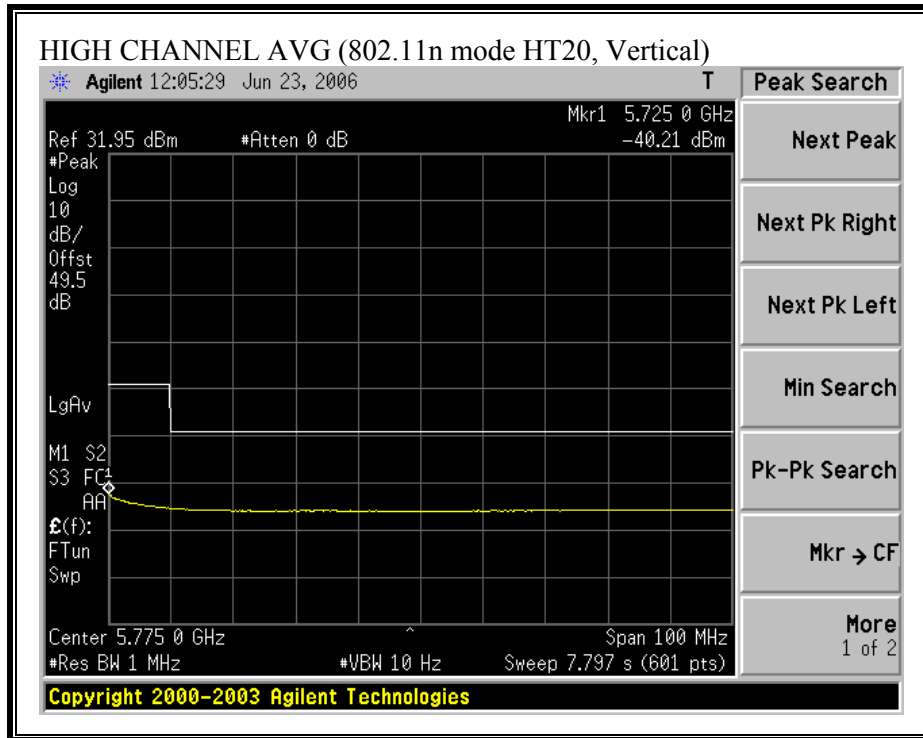 HIGH CHANNEL AVG (802.11n mode HT20, Vertical)
Agilent 12:05:29 Jun 23, 2006 T
Peak Search
Mkr1 5.725 0 GHz
Ref 31.95 dBm #Atten 0 dB -40.21 dBm
#Peak
Log
10
dB/
Offst
49.5
dB
LgAv
M1 S2
S3 FC
AA
£(f):
FTun
Swp
1
Center 5.775 0 GHz ^ Span 100 MHz
#Res BW 1 MHz #VBW 10 Hz Sweep 7.797 s (601 pts)
Next Peak
Next Pk Right
Next Pk Left
Min Search
Pk-Pk Search
Mkr → CF
More
1 of 2
Copyright 2000-2003 Agilent Technologies